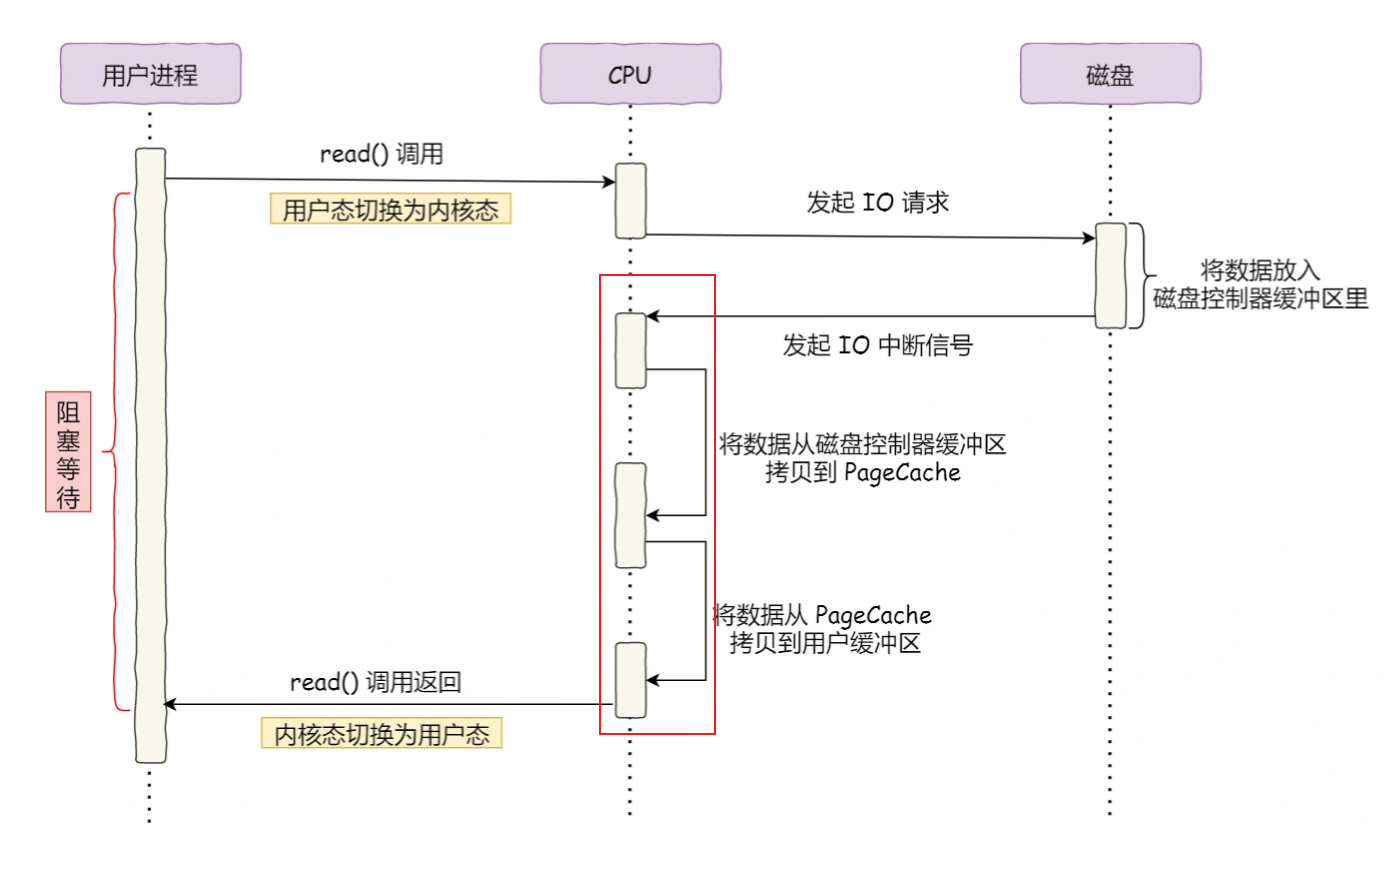 用户进程
CPU
磁盘
read() 调用
用户态切换为内核态
发起 IO 请求
将数据放入
磁盘控制器缓冲区里
发起 IO 中断信号
阻
塞
等
待
将数据从磁盘控制器缓冲区
拷贝到 PageCache
将数据从 PageCache
拷贝到用户缓冲区
read() 调用返回
内核态切换为用户态